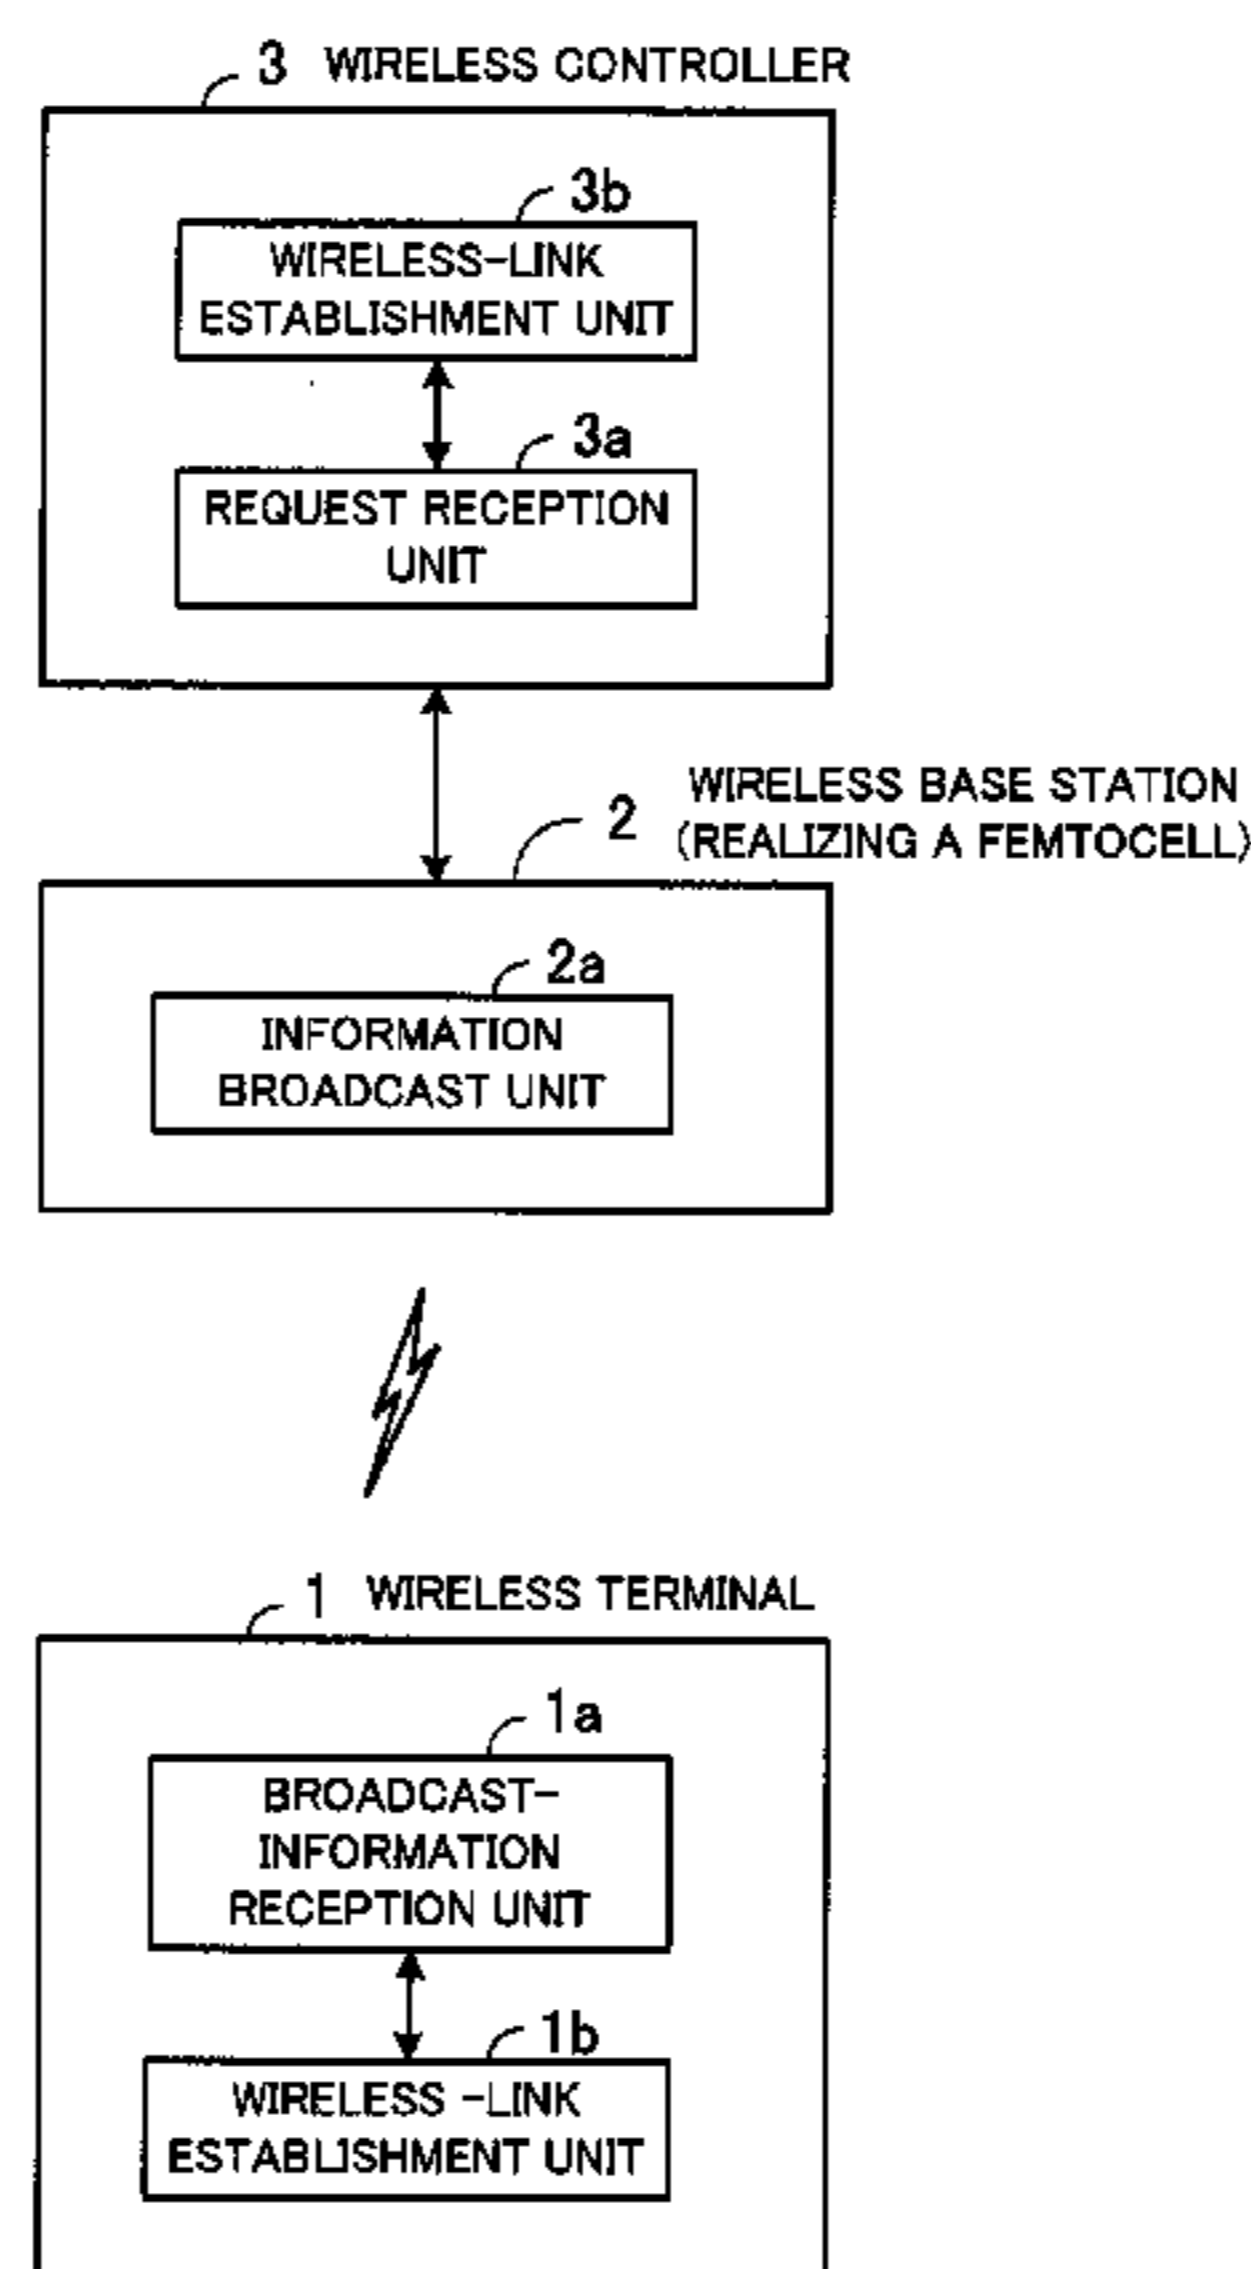 3 WIRELESS CONTROLLER
3b
WIRELESS-LINK
ESTABLISHMENT UNIT
3a
REQUEST RECEPTION
UNIT
WIRELESS BASE STATION
2 (REALIZING A FEMTOCELL)
2a
INFORMATION
BROADCAST UNIT
1 WIRELESS TERMINAL
1a
BROADCAST-
INFORMATION
RECEPTION UNIT
1b
WIRELESS -LINK
ESTABLISHMENT UNIT